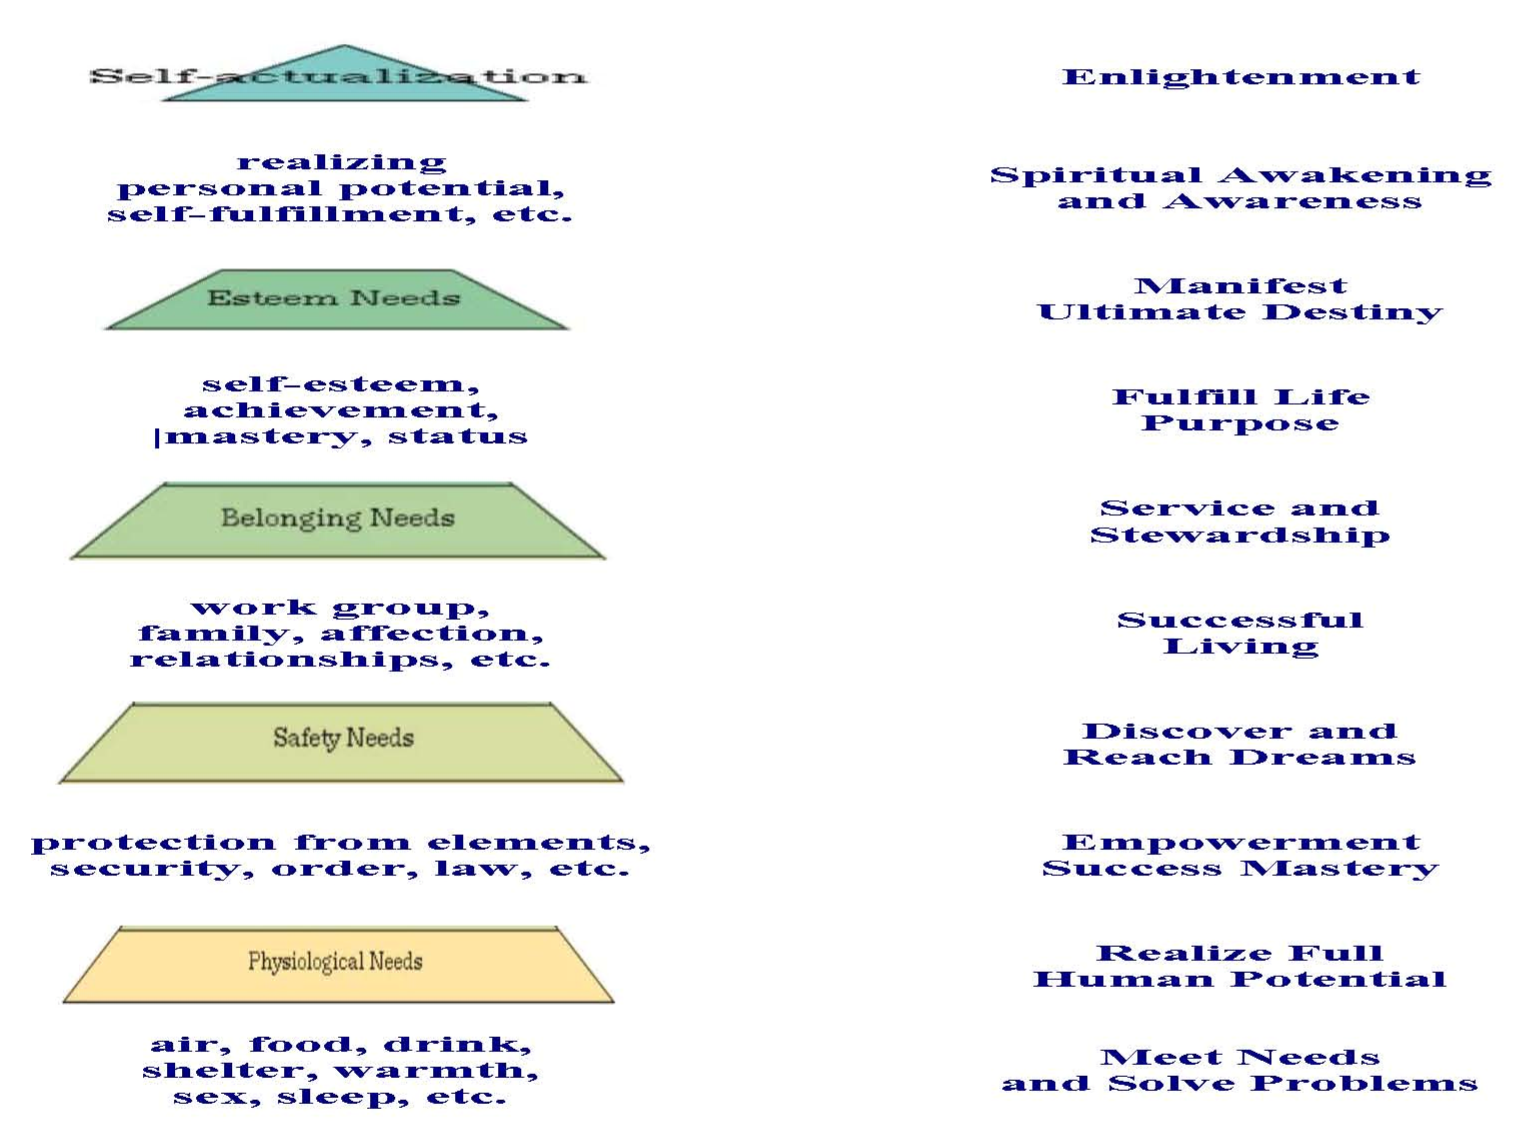 Self-actualization
realizing
personal potential,
self-fulfillment, etc.
Esteem Needs
self-esteem,
achievement,
|mastery, status
Belonging Needs
work group,
family, affection,
relationships, etc.
Safety Needs
protection from elements,
security, order, law, etc.
Physiological Needs
air, food, drink,
shelter, warmth,
sex, sleep, etc.
Enlightenment
Spiritual Awakening
and Awareness
Manifest
Ultimate Destiny
Fulfill Life
Purpose
Service and
Stewardship
Successful
Living
Discover and
Reach Dreams
Empowerment
Success Mastery
Realize Full
Human Potential
Meet Needs
and Solve Problems